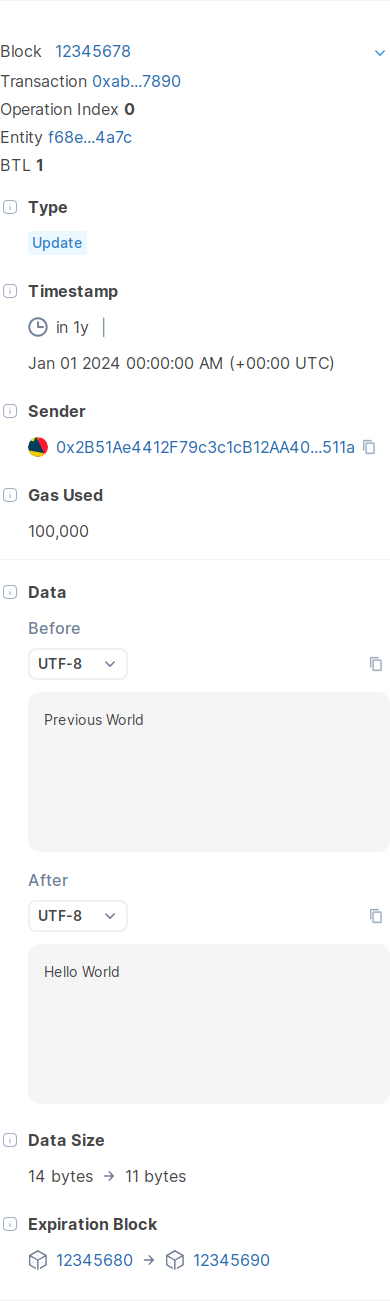 Block 12345678
Transaction 0xab...7890
Operation Index 0
Entity f68e...4a7c
BTL 1
Type
Update
Timestamp
in 1y |
Jan 01 2024 00:00:00 AM (+00:00 UTC)
Sender
0x2B51Ae4412F79c3c1cB12AA40...511a
Gas Used
100,000
Data
Before
UTF-8
Previous World
After
UTF-8
Hello World
Data Size
14 bytes → 11 bytes
Expiration Block
12345680 → 12345690